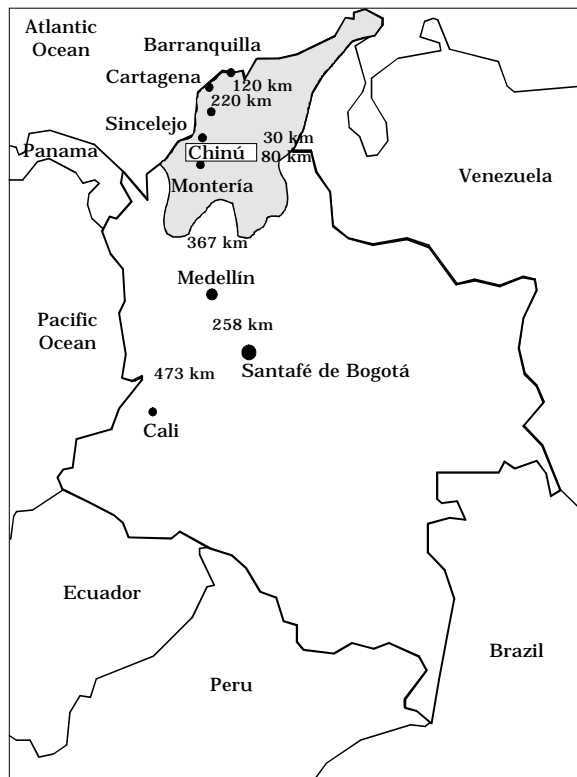 Atlantic
Ocean
Barranquilla
Cartagena
120 km
220 km
Sincelejo
30 km
Panama
Chinú
80 km
Venezuela
Montería
367 km
Medellín
Pacific
Ocean
258 km
Santafé de Bogotá
473 km
Cali
Ecuador
Brazil
Peru